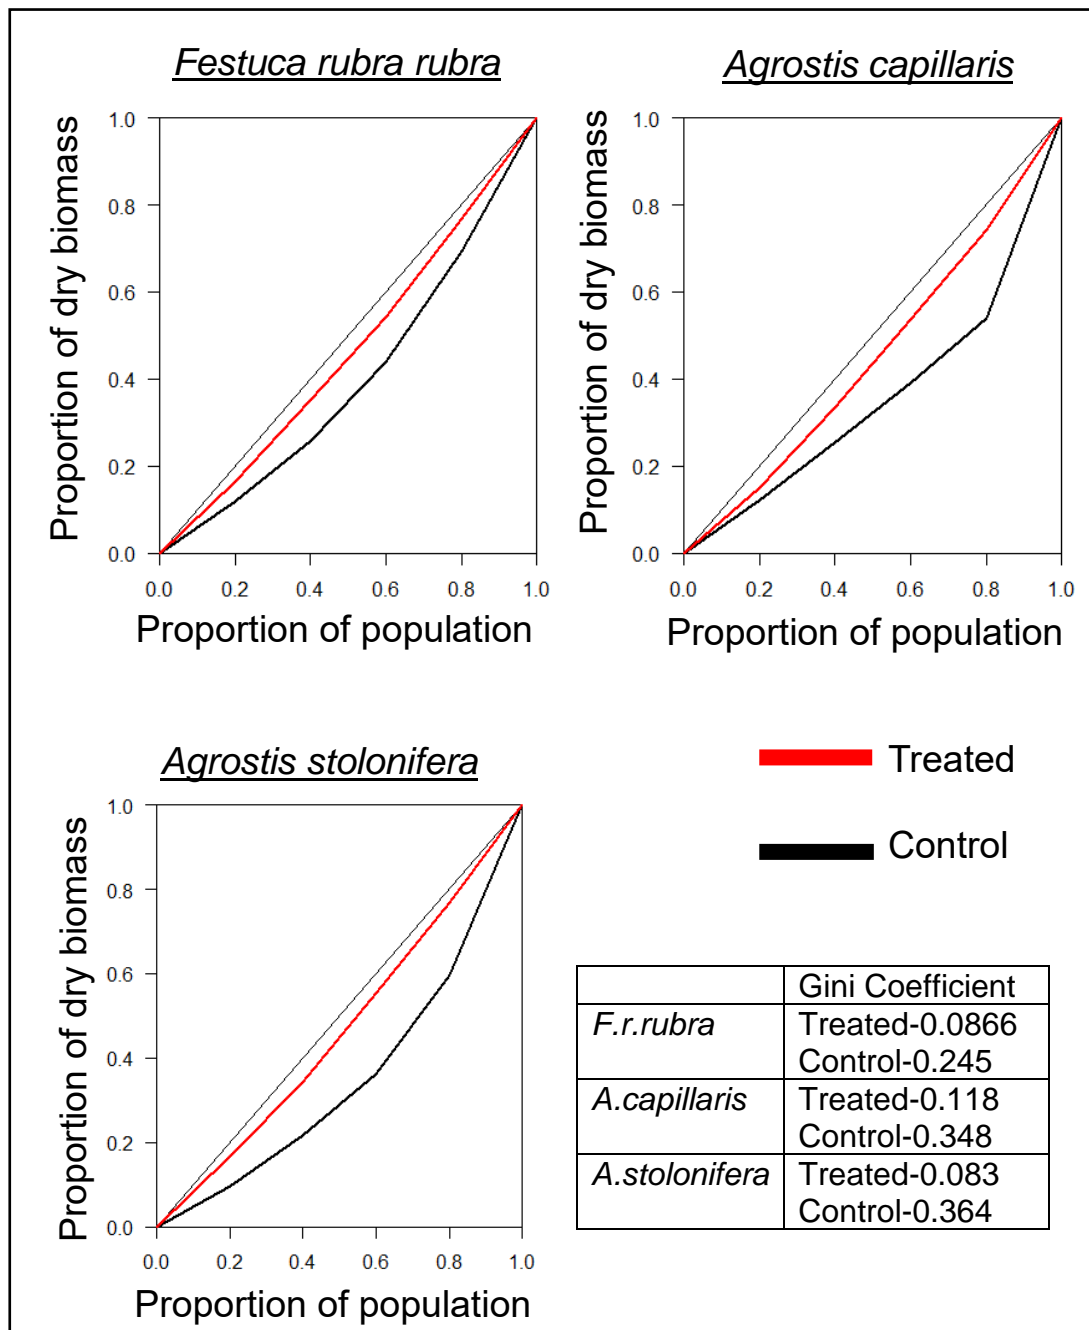 Festuca rubra rubra
Proportion of dry biomass
1.0
0.8
0.6
0.4
0.2
0.0
0.0 0.2 0.4 0.6 0.8 1.0
Proportion of population
Agrostis capillaris
Proportion of dry biomass
1.0
0.8
0.6
0.4
0.2
0.0
0.0 0.2 0.4 0.6 0.8 1.0
Proportion of population
Agrostis stolonifera
Proportion of dry biomass
1.0
0.8
0.6
0.4
0.2
0.0
0.0 0.2 0.4 0.6 0.8 1.0
Proportion of population
Treated
Control
Gini Coefficient
F.r.rubra Treated-0.0866
Control-0.245
A.capillaris Treated-0.118
Control-0.348
A.stolonifera Treated-0.083
Control-0.364